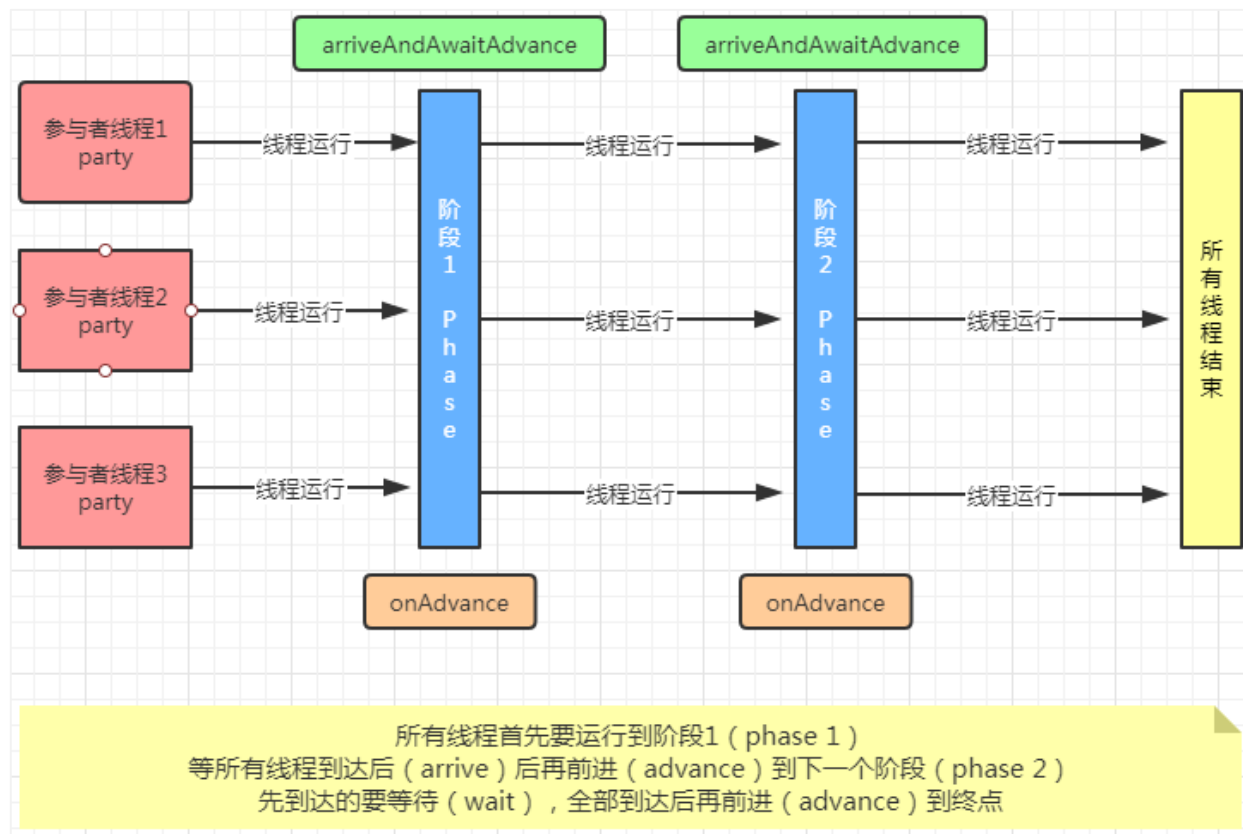 arriveAndAwaitAdvance
arriveAndAwaitAdvance
参与者线程1
party
线程运行
线程运行
线程运行
参与者线程2
party
线程运行
线程运行
线程运行
参与者线程3
party
线程运行
线程运行
线程运行
阶段1 Phase
阶段2 Phase
所有线程结束
onAdvance
onAdvance
所有线程首先要运行到阶段1（phase 1）
等所有线程到达后（arrive）后再前进（advance）到下一个阶段（phase 2）
先到达的要等待（wait），全部到达后再前进（advance）到终点